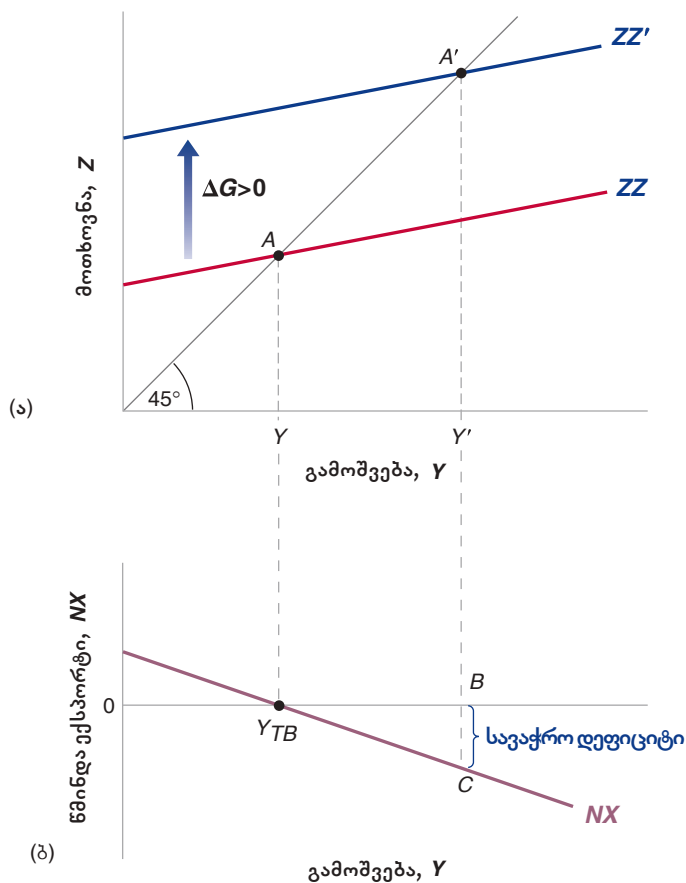 ZZ'
A'
მოთხოვნა, Z
ΔG>0
ZZ
A
45°
(ა)
Y
Y'
გამოშვება, Y
წმინდა ექსპორტი, NX
B
0
YTB
სავაჭრო დეფიციტი
C
NX
(ბ)
გამოშვება, Y